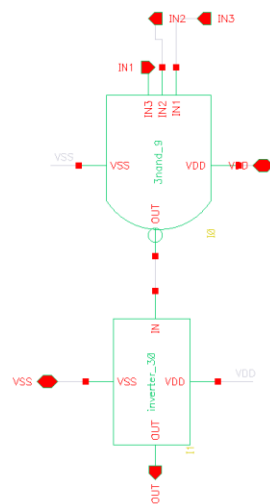 IN2
IN3
IN1
IN3
IN2
IN1
VSS
VSS
3nand_9
VDD
VDD
OUT
I0
IN
VSS
VSS
inverter_30
VDD
VDD
OUT
I1
OUT